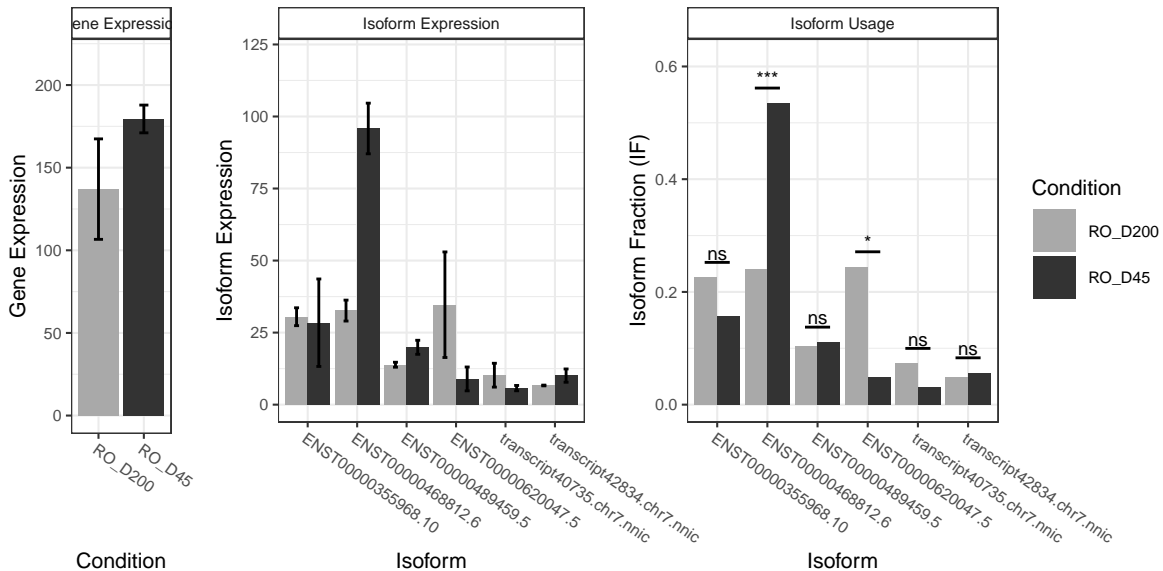 ene Expressio
Gene Expression
200
150
100
50
0
RO_D200
RO_D45
Condition
Isoform Expression
Isoform Expression
125
100
75
50
25
0
ENST00000355968.10
ENST00000468812.6
ENST00000489459.5
ENST00000620047.5
transcript40735.chr7.nnic
transcript42834.chr7.nnic
Isoform
Isoform Usage
Isoform Fraction (IF)
0.6
0.4
0.2
0.0
ns
***
ns
*
ns
ns
ENST00000355968.10
ENST00000468812.6
ENST00000489459.5
ENST00000620047.5
transcript40735.chr7.nnic
transcript42834.chr7.nnic
Isoform
Condition
RO_D200
RO_D45